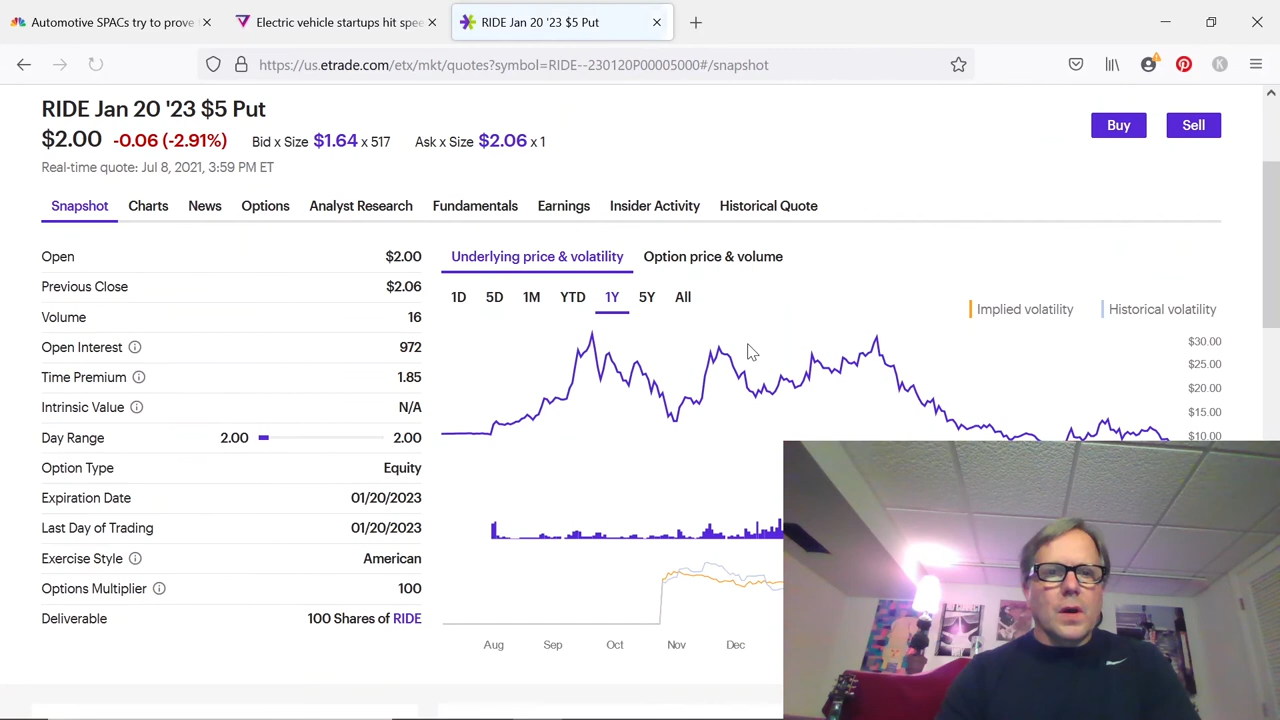 Automotive SPACs try to prove
Electric vehicle startups hit spee
RIDE Jan 20 '23 $5 Put
https://us.etrade.com/etx/mkt/quotes?symbol=RIDE--230120P00005000#/snapshot
RIDE Jan 20 '23 $5 Put
$2.00 -0.06 (-2.91%) Bid x Size $1.64 x 517 Ask x Size $2.06 x 1
Buy Sell
Real-time quote: Jul 8, 2021, 3:59 PM ET
Snapshot Charts News Options Analyst Research Fundamentals Earnings Insider Activity Historical Quote
Open $2.00
Previous Close $2.06
Volume 16
Open Interest 972
Time Premium 1.85
Intrinsic Value N/A
Day Range 2.00 2.00
Option Type Equity
Expiration Date 01/20/2023
Last Day of Trading 01/20/2023
Exercise Style American
Options Multiplier 100
Deliverable 100 Shares of RIDE
Underlying price & volatility Option price & volume
1D 5D 1M YTD 1Y 5Y All
Implied volatility Historical volatility
$30.00
$25.00
$20.00
$15.00
$10.00
Aug Sep Oct Nov Dec